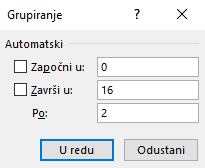 Grupiranje ? ×
Automatski
Započni u: 0
Završi u: 16
Po: 2
U redu Odustani